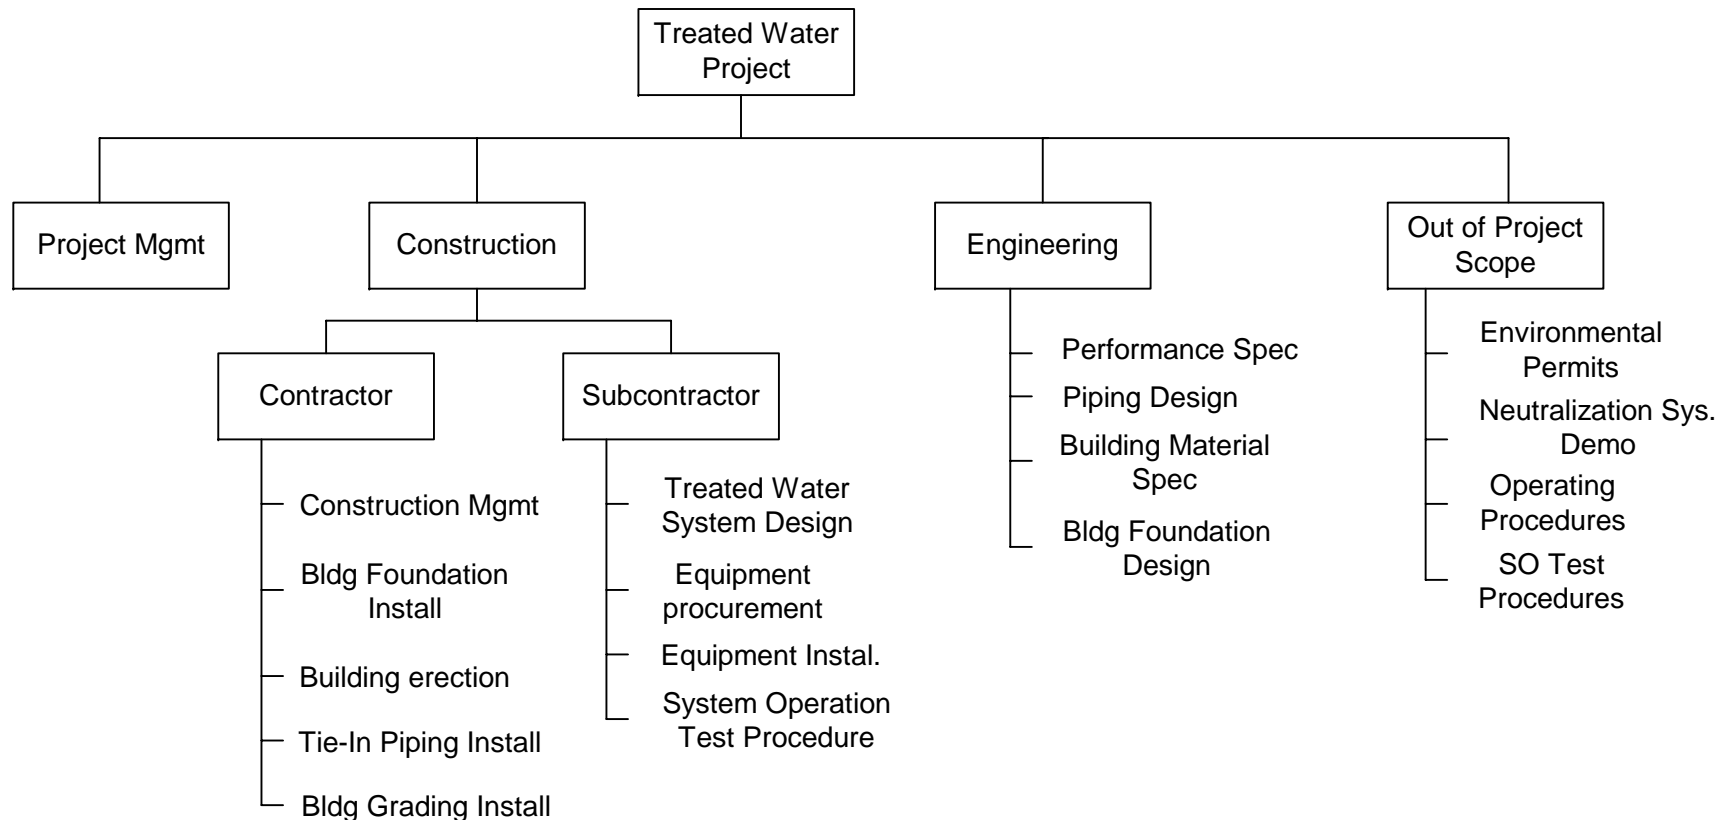 Treated Water
Project
Project Mgmt
Construction
Engineering
Out of Project
Scope
Contractor
Subcontractor
Construction Mgmt
Bldg Foundation
Install
Building erection
Tie-In Piping Install
Bldg Grading Install
Treated Water
System Design
Equipment
procurement
Equipment Instal.
System Operation
Test Procedure
Performance Spec
Piping Design
Building Material
Spec
Bldg Foundation
Design
Environmental
Permits
Neutralization Sys.
Demo
Operating
Procedures
SO Test
Procedures